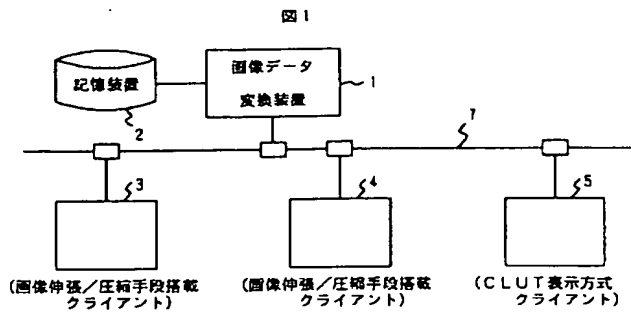 図1
記憶装置
2
画像データ
変換装置
1
7
3
4
5
(画像伸張／圧縮手段搭載
クライアント)
(画像伸張／圧縮手段搭載
クライアント)
(CLUT表示方式
クライアント)